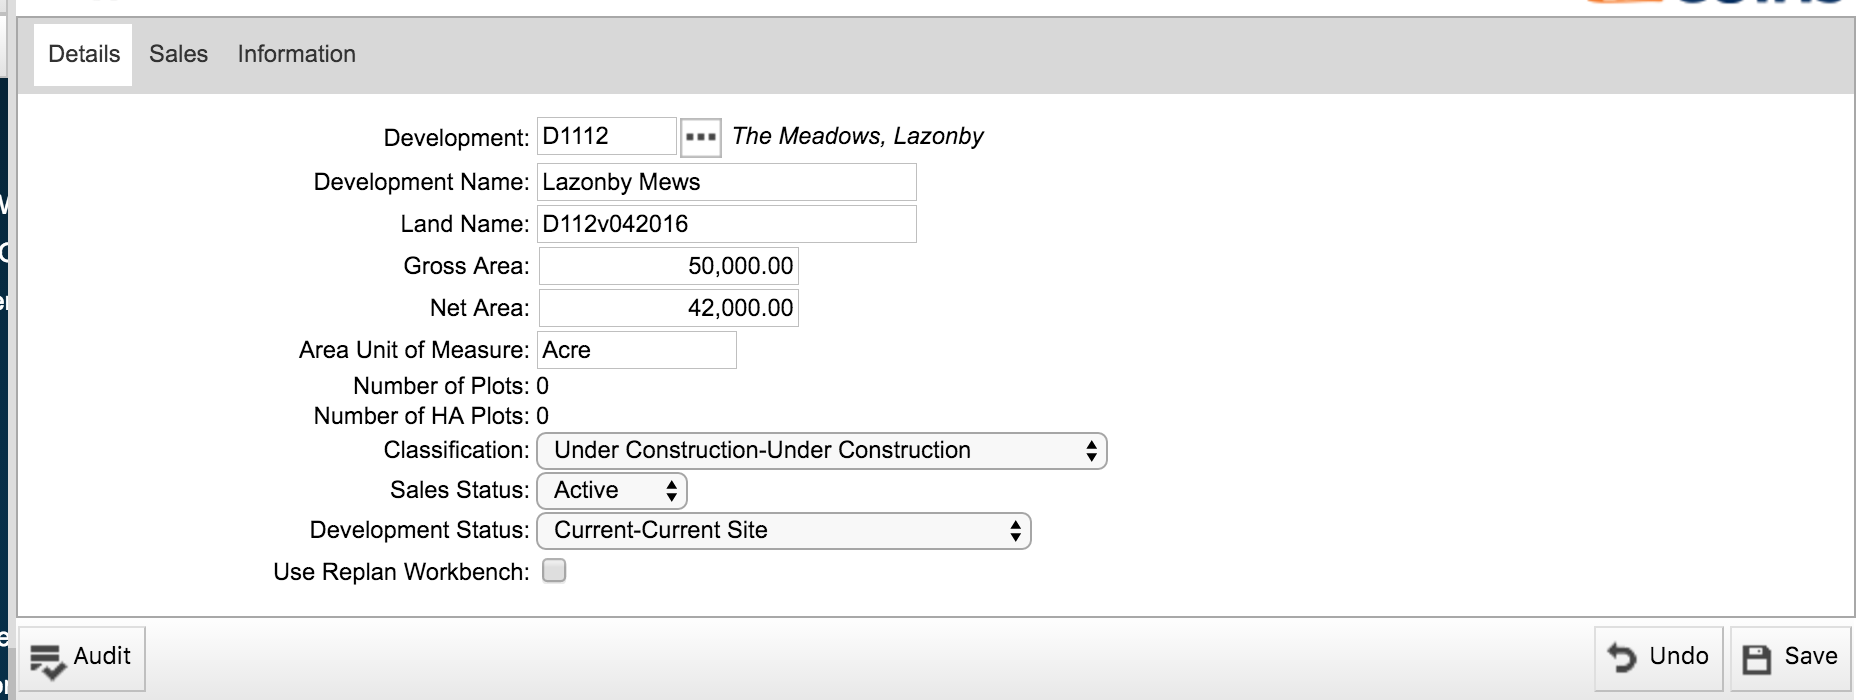 Details Sales Information
Development: D1112 The Meadows, Lazonby
Development Name: Lazonby Mews
Land Name: D112v042016
Gross Area: 50,000.00
Net Area: 42,000.00
Area Unit of Measure: Acre
Number of Plots: 0
Number of HA Plots: 0
Classification: Under Construction-Under Construction
Sales Status: Active
Development Status: Current-Current Site
Use Replan Workbench:
Audit Undo Save